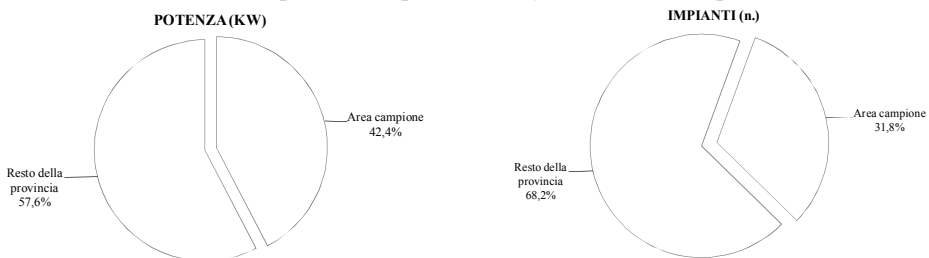 POTENZA (KW)
Area campione
42,4%
Resto della
provincia
57,6%
IMPIANTI (n.)
Area campione
31,8%
Resto della
provincia
68,2%